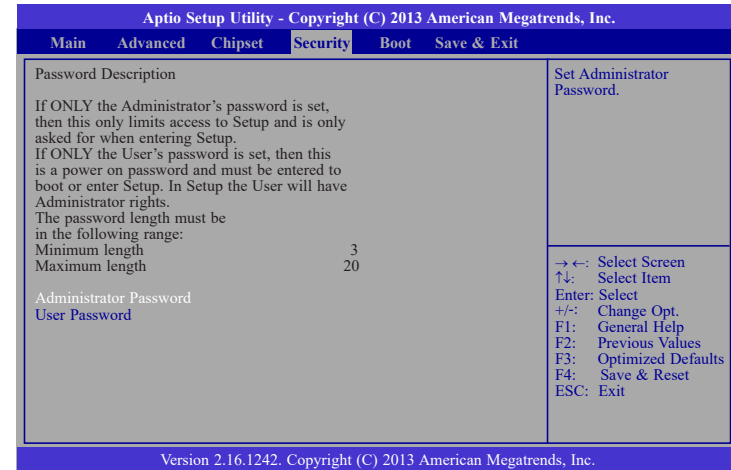 Aptio Setup Utility - Copyright (C) 2013 American Megatrends, Inc.
Main Advanced Chipset Security Boot Save & Exit
Password Description
If ONLY the Administrator’s password is set,
then this only limits access to Setup and is only
asked for when entering Setup.
If ONLY the User’s password is set, then this
is a power on password and must be entered to
boot or enter Setup. In Setup the User will have
Administrator rights.
The password length must be
in the following range:
Minimum length 3
Maximum length 20
Administrator Password
User Password
Set Administrator
Password.
→ ←: Select Screen
↑↓: Select Item
Enter: Select
+/-: Change Opt.
F1: General Help
F2: Previous Values
F3: Optimized Defaults
F4: Save & Reset
ESC: Exit
Version 2.16.1242. Copyright (C) 2013 American Megatrends, Inc.